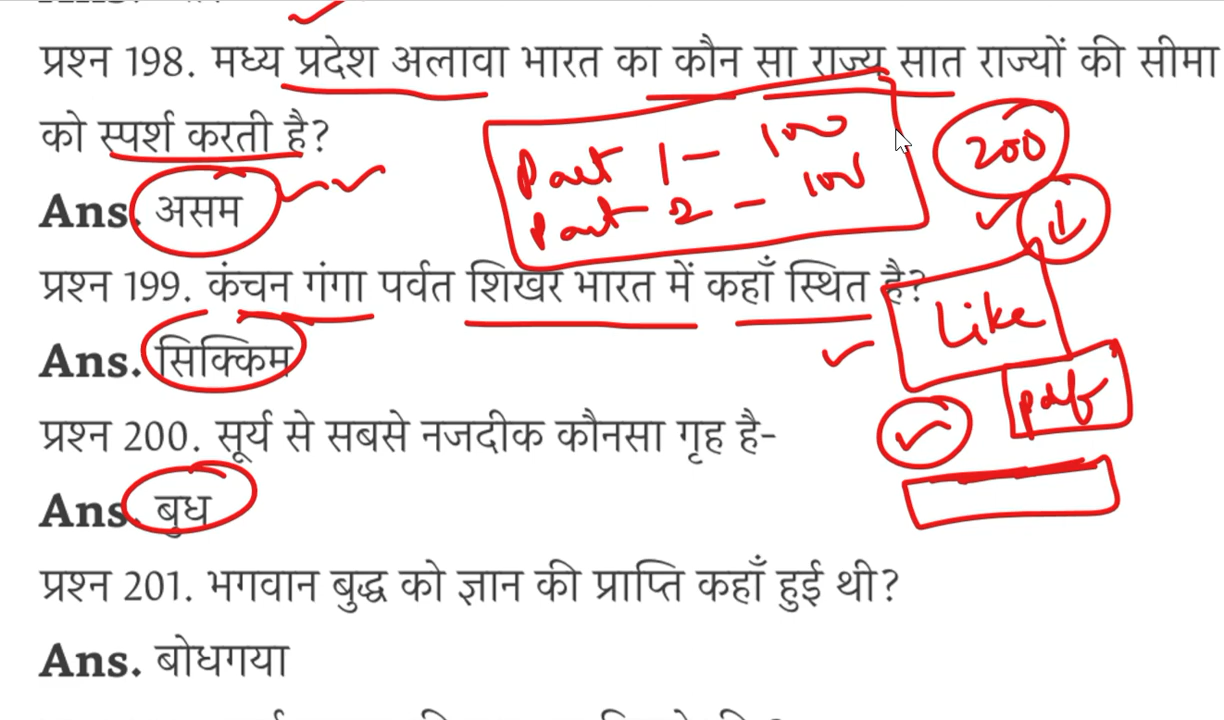 प्रश्न 198. मध्य प्रदेश अलावा भारत का कौन सा राज्य सात राज्यों की सीमा
को स्पर्श करती है?
Part 1 - 100
200
Ans. असम
Part 2 - 100
प्रश्न 199. कंचन गंगा पर्वत शिखर भारत में कहाँ स्थित है?
Like
Ans. सिक्किम
pdf
प्रश्न 200. सूर्य से सबसे नजदीक कौनसा गृह है-
Ans. बुध
प्रश्न 201. भगवान बुद्ध को ज्ञान की प्राप्ति कहाँ हुई थी?
Ans. बोधगया